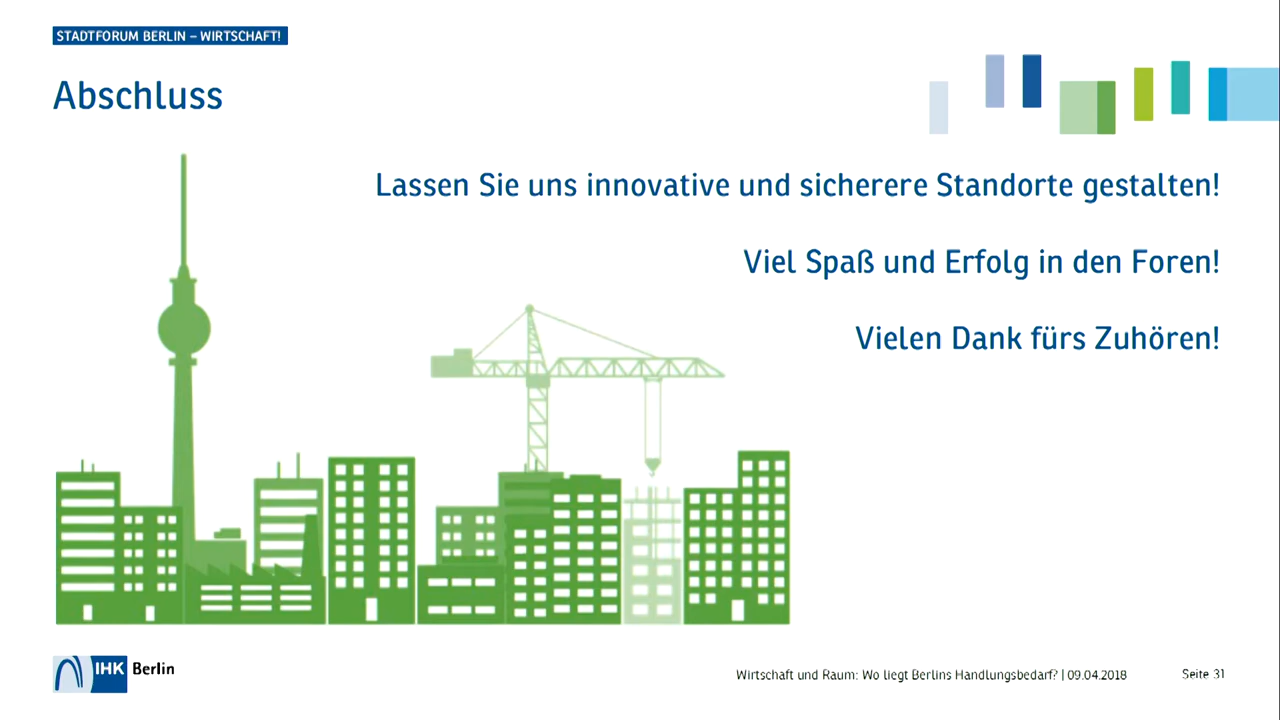 STADTFORUM BERLIN – WIRTSCHAFT!
Abschluss
Lassen Sie uns innovative und sicherere Standorte gestalten!
Viel Spaß und Erfolg in den Foren!
Vielen Dank fürs Zuhören!
IHK Berlin
Wirtschaft und Raum: Wo liegt Berlins Handlungsbedarf? | 09.04.2018 Seite 31